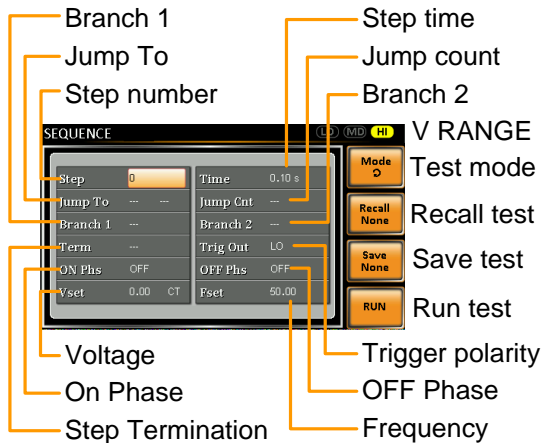 Branch 1
Jump To
Step number
Step time
Jump count
Branch 2
SEQUENCE LO MD HI V RANGE
Step 0 Time 0.10 s
Jump To --- --- Jump Cnt ---
Branch 1 --- Branch 2 ---
Term --- Trig Out LO
ON Phs OFF OFF Phs OFF
Vset 0.00 CT Fset 50.00
Mode
Test mode
Recall
None
Recall test
Save
None
Save test
RUN Run test
Voltage
On Phase
Step Termination
Trigger polarity
OFF Phase
Frequency